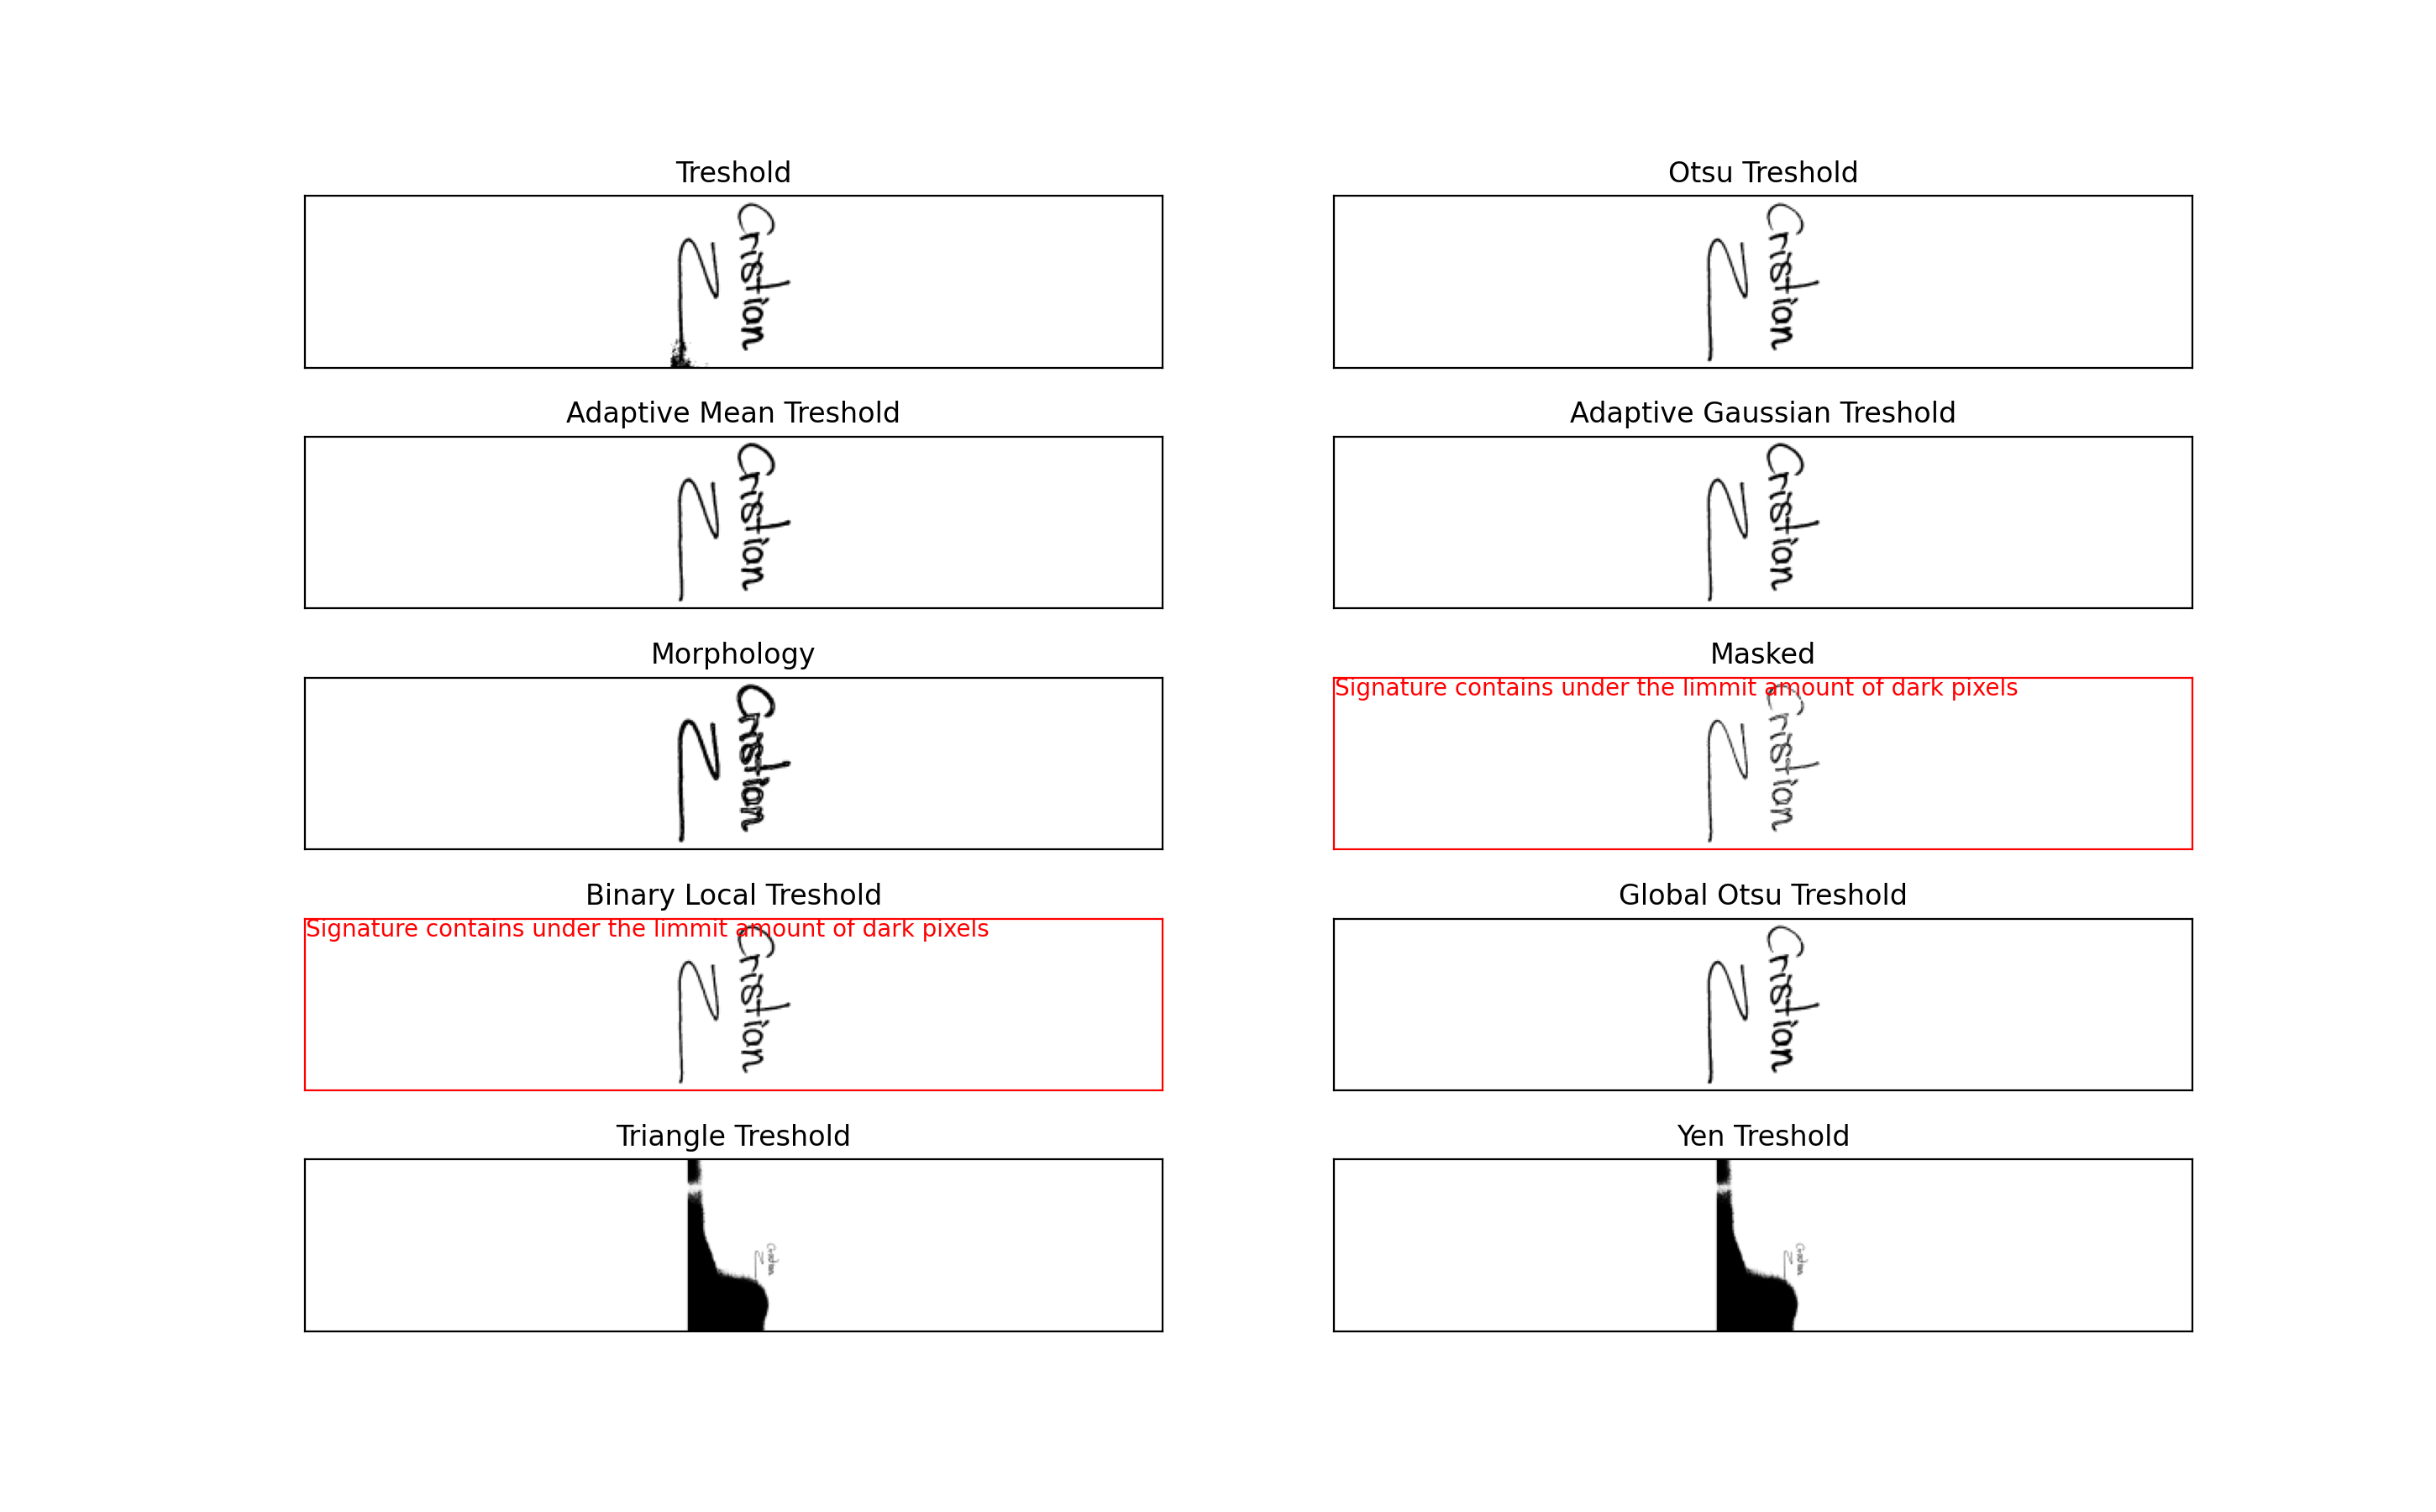 Treshold
Otsu Treshold
Cristian
Cristian
Adaptive Mean Treshold
Adaptive Gaussian Treshold
Cristian
Cristian
Morphology
Masked
Signature contains under the limmit amount of dark pixels
Cristian
Cristian
Binary Local Treshold
Global Otsu Treshold
Signature contains under the limmit amount of dark pixels
Cristian
Cristian
Triangle Treshold
Yen Treshold
Cristian
Cristian